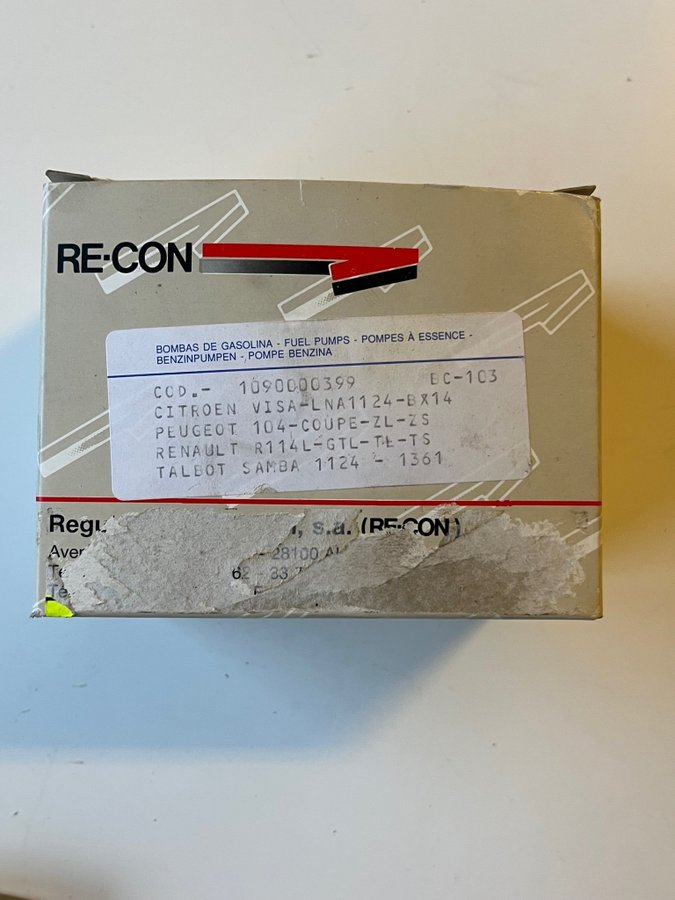 RE·CON
BOMBAS DE GASOLINA - FUEL PUMPS - POMPES À ESSENCE -
BENZINPUMPEN - POMPE BENZINA
COD.- 1090000399 BC-103
CITROEN VISA-LNA1124-BX14
PEUGEOT 104-COUPE-ZL-ZS
RENAULT R114L-GTL-TL-TS
TALBOT SAMBA 1124 - 1361
s.a. (RE·CON)
28100